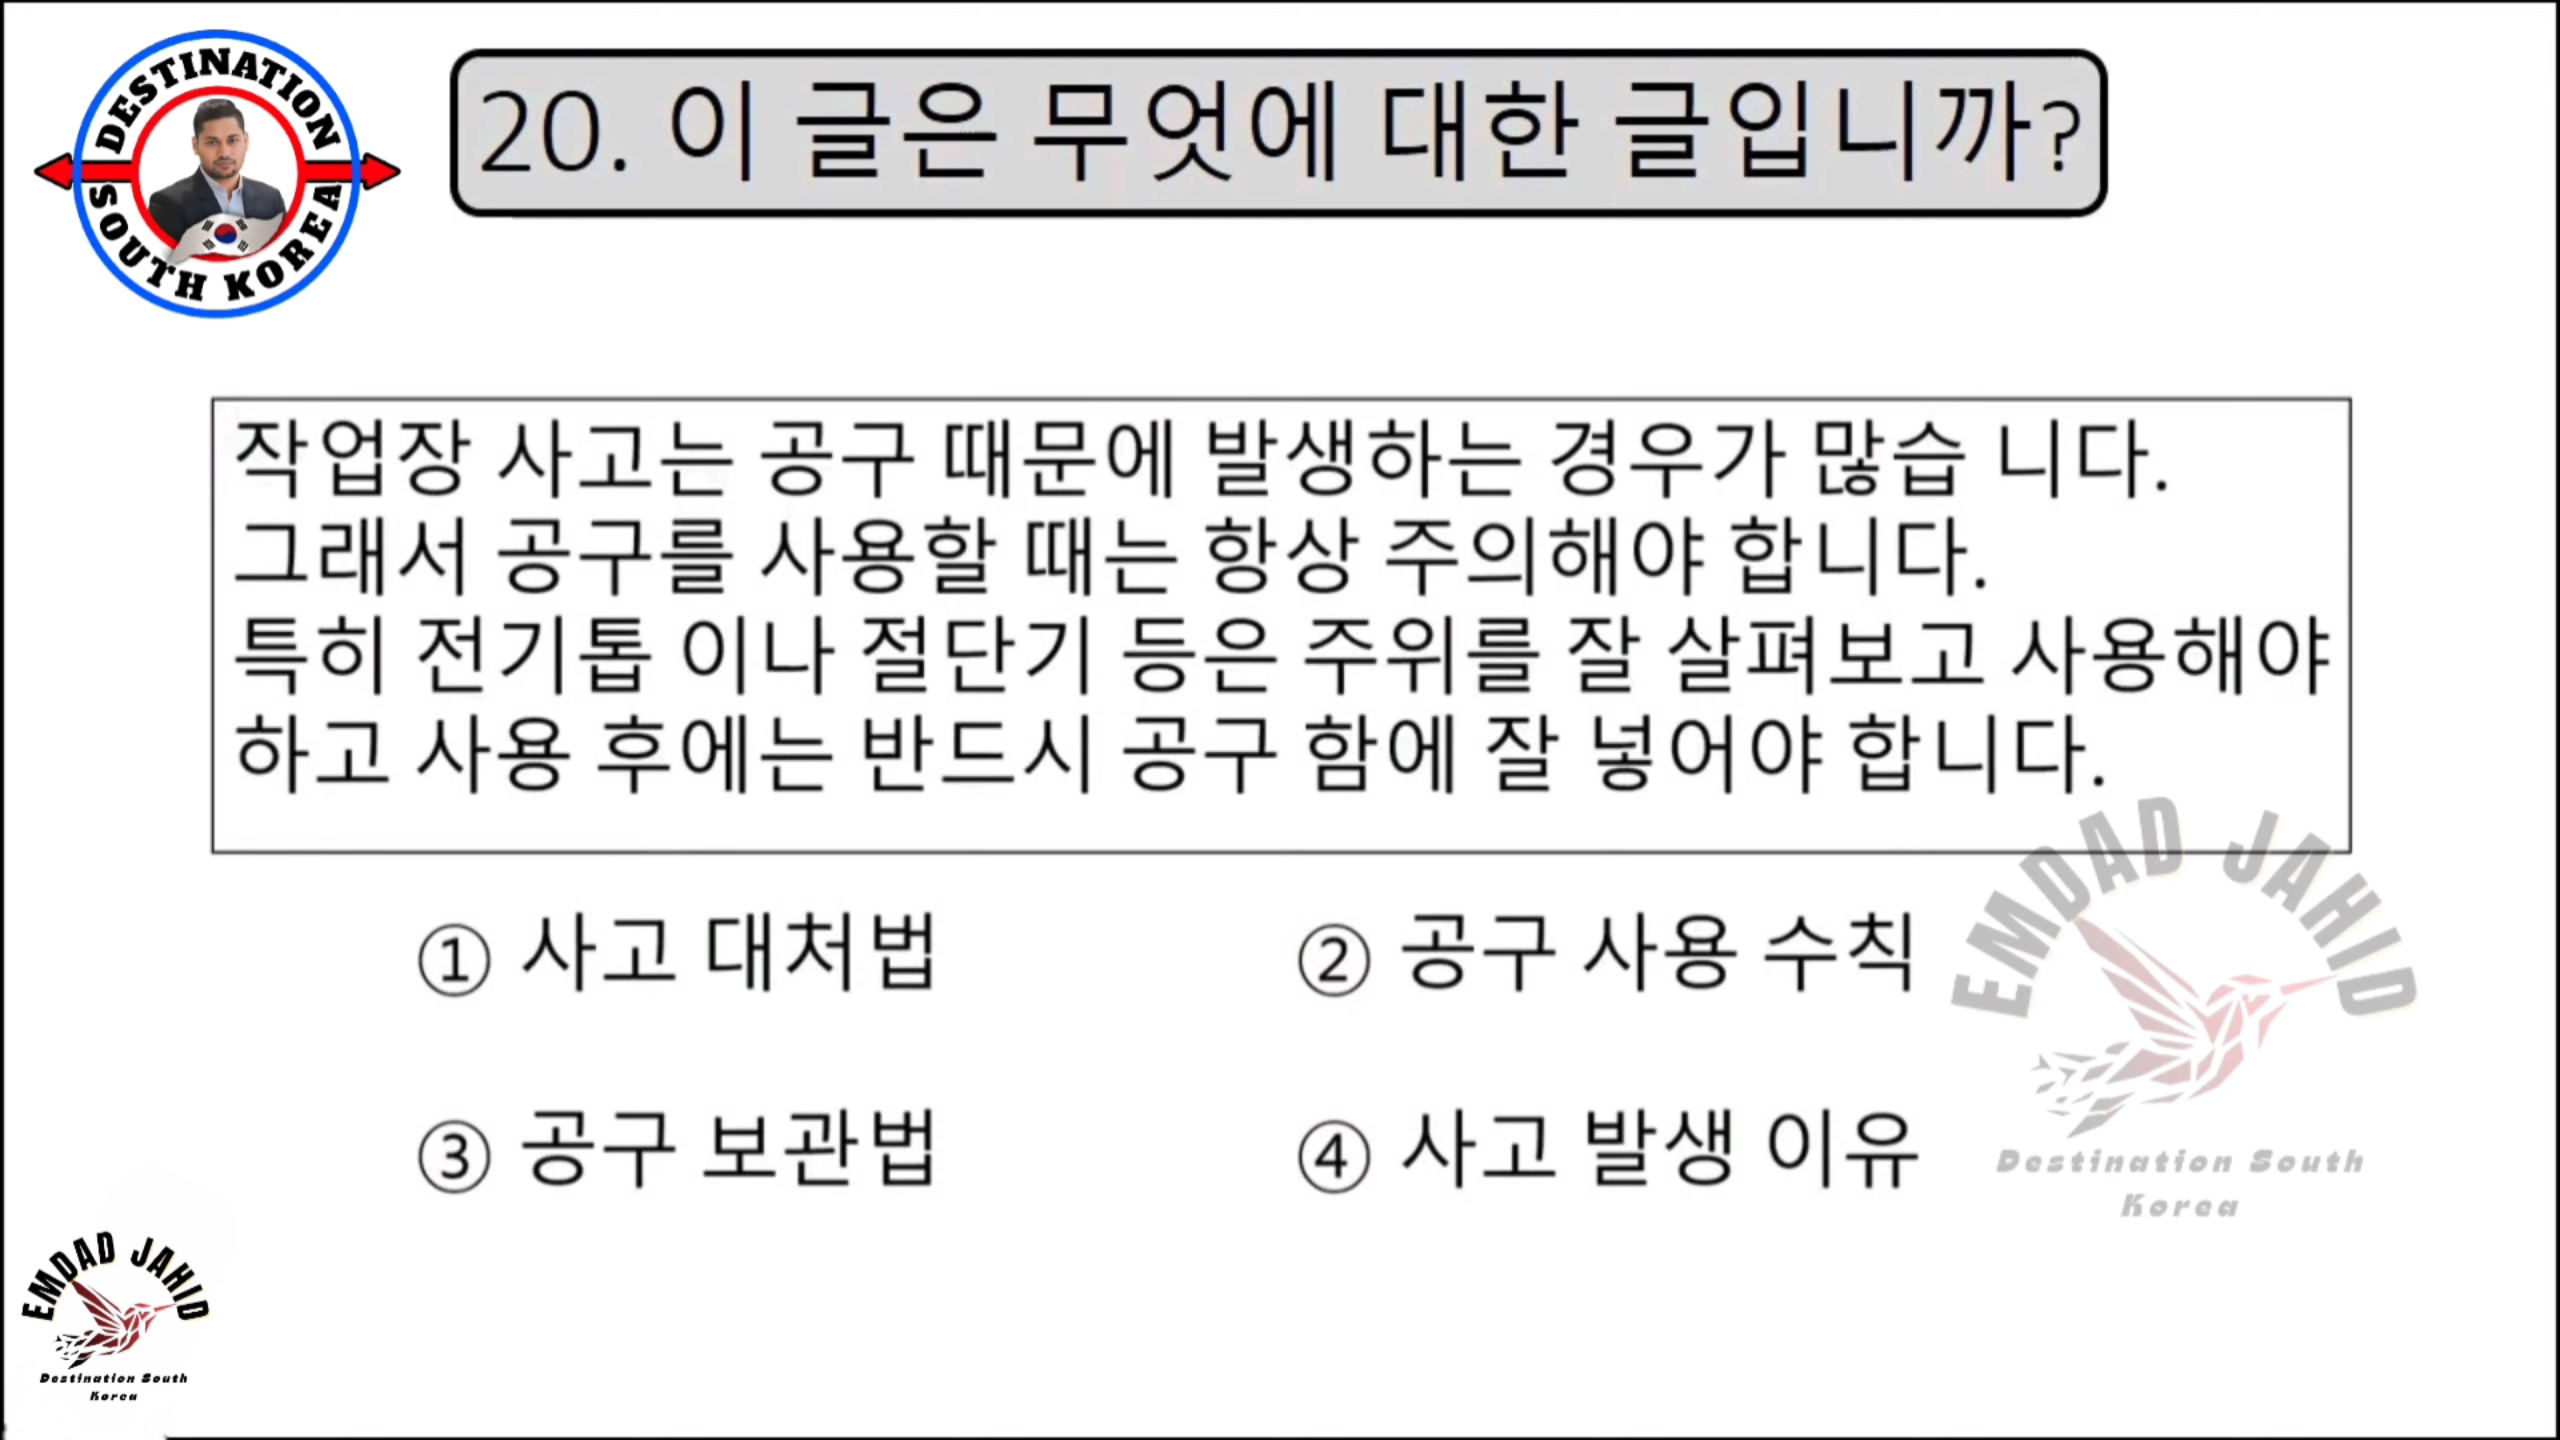 DESTINATION
SOUTH KOREA
20. 이 글은 무엇에 대한 글입니까?
작업장 사고는 공구 때문에 발생하는 경우가 많습 니다.
그래서 공구를 사용할 때는 항상 주의해야 합니다.
특히 전기톱 이나 절단기 등은 주위를 잘 살펴보고 사용해야
하고 사용 후에는 반드시 공구 함에 잘 넣어야 합니다.
① 사고 대처법
② 공구 사용 수칙
③ 공구 보관법
④ 사고 발생 이유
EMDAD JAHID
Destination South
Korea
EMDAD JAHID
Destination South
Korea